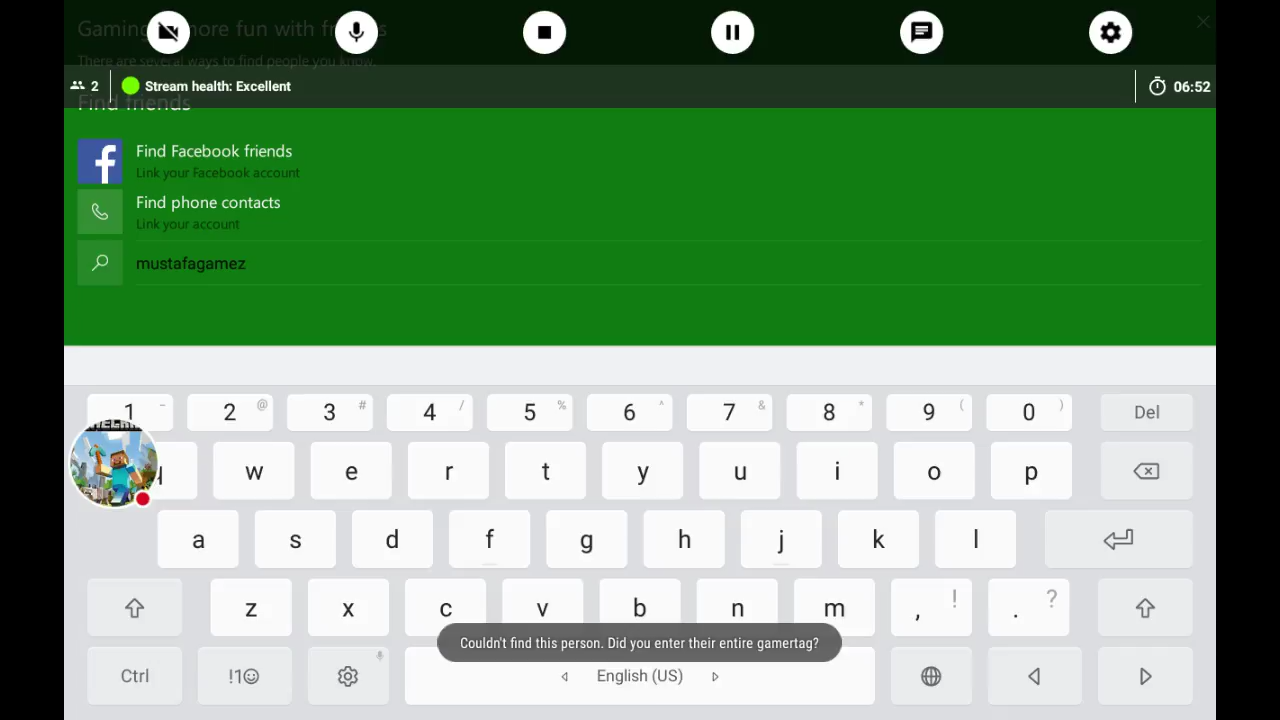 Gaming more fun with friends
There are several ways to find people you know.
2 Stream health: Excellent 06:52
Find friends
Find Facebook friends
Link your Facebook account
Find phone contacts
Link your account
mustafagamez
1 – 2 @ 3 # 4 / 5 % 6 ^ 7 & 8 * 9 ( 0 ) Del
q w e r t y u i o p
a s d f g h j k l
z x c v b n m , ! . ?
Couldn't find this person. Did you enter their entire gamertag?
Ctrl !1☺ English (US)